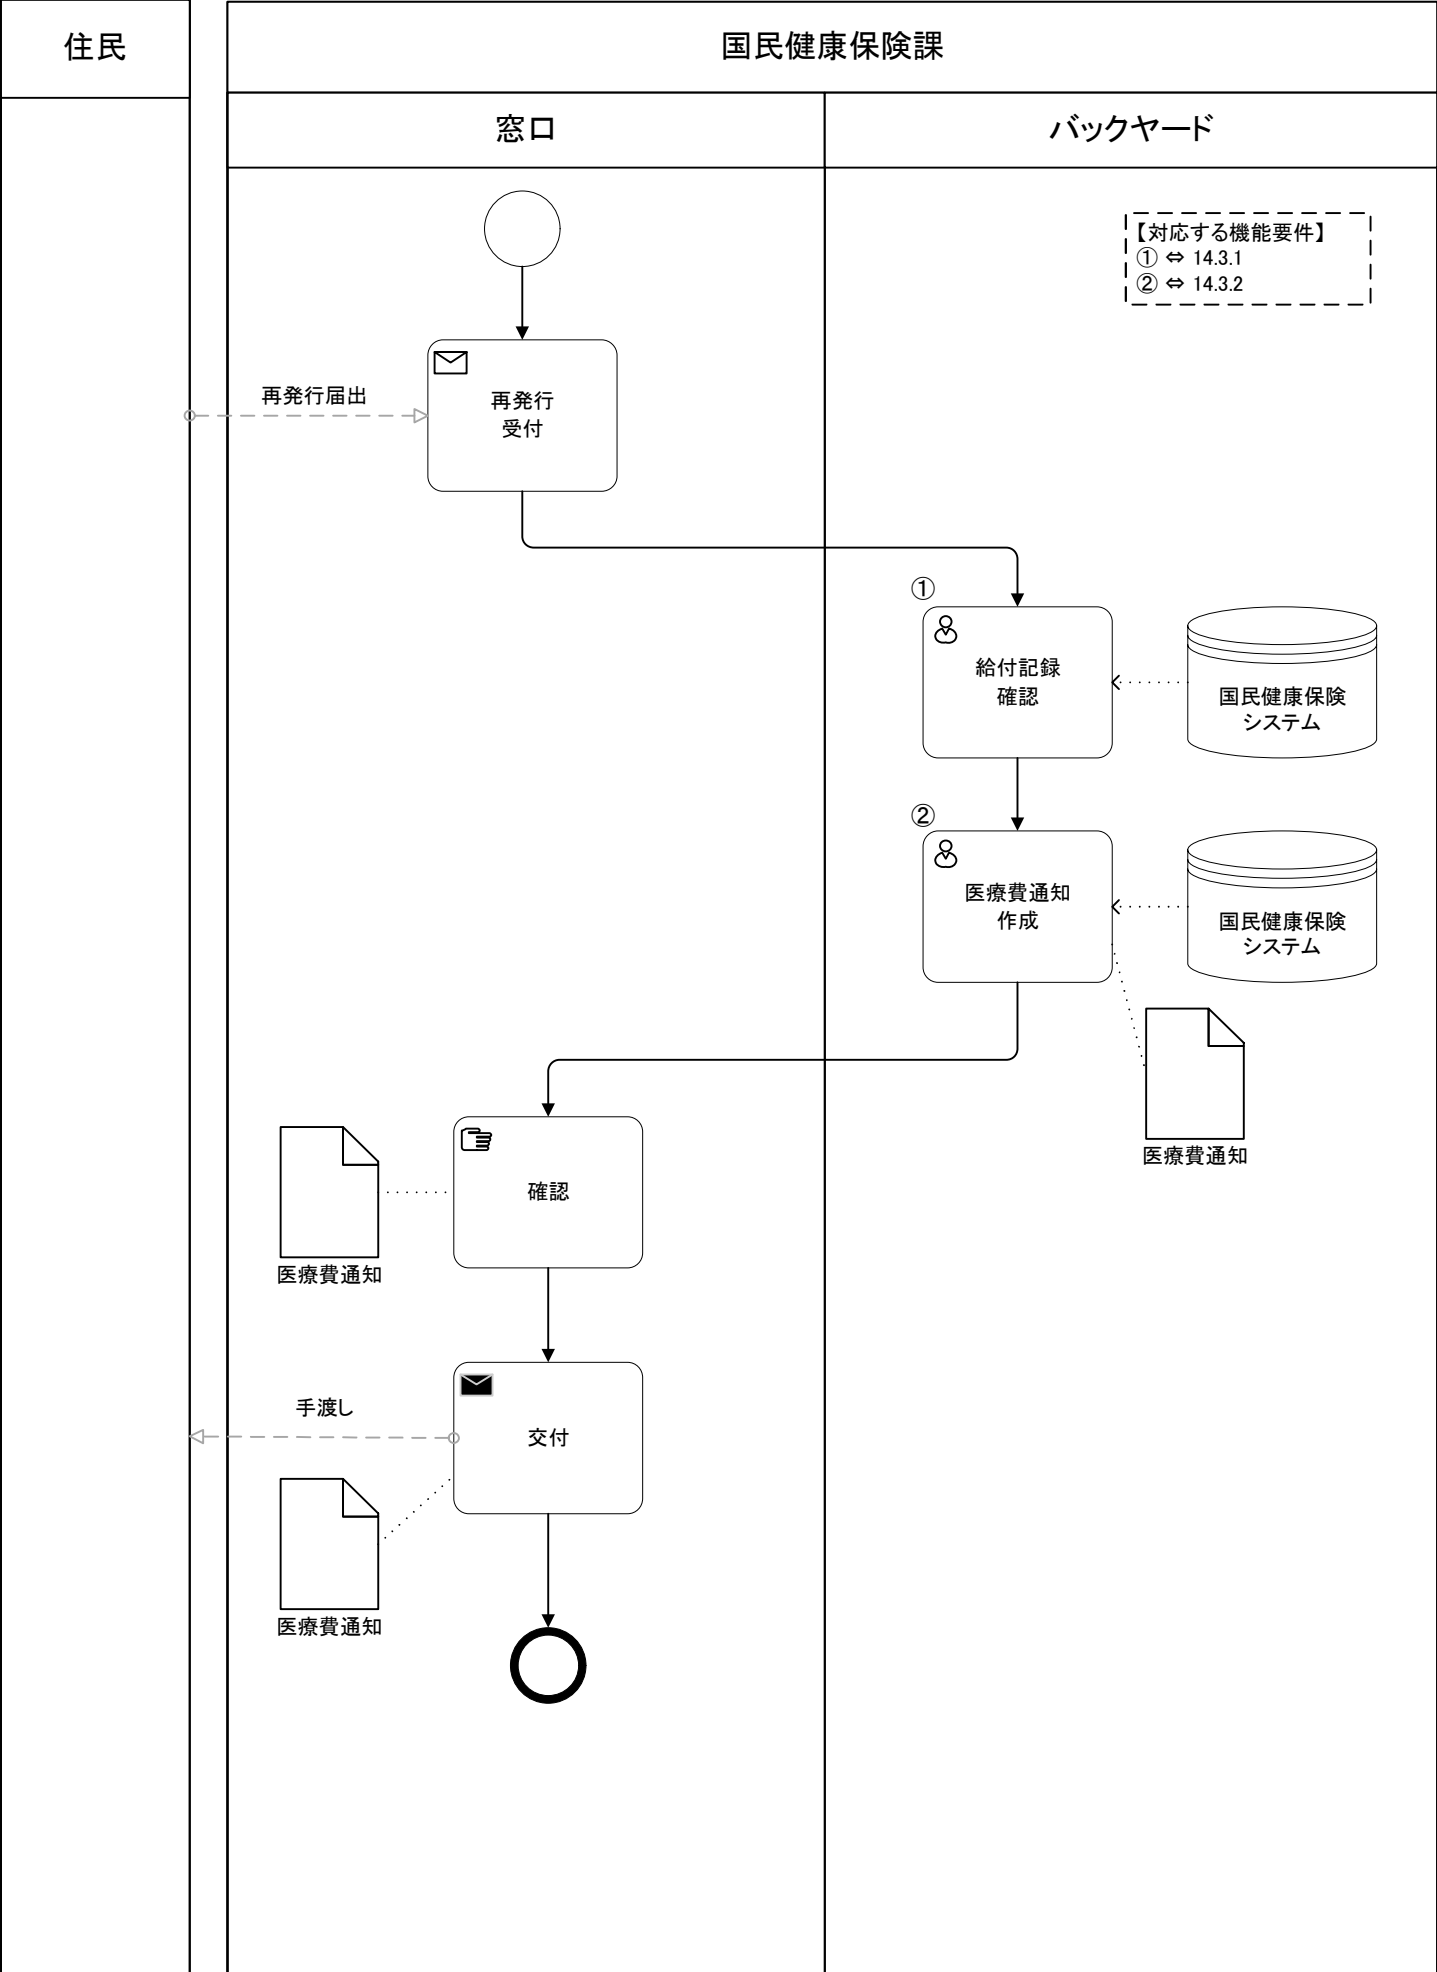 住民
国民健康保険課
窓口
バックヤード
【対応する機能要件】
① ⇔ 14.3.1
② ⇔ 14.3.2
再発行届出
再発行
受付
①
給付記録
確認
国民健康保険
システム
②
医療費通知
作成
国民健康保険
システム
医療費通知
確認
医療費通知
手渡し
交付
医療費通知